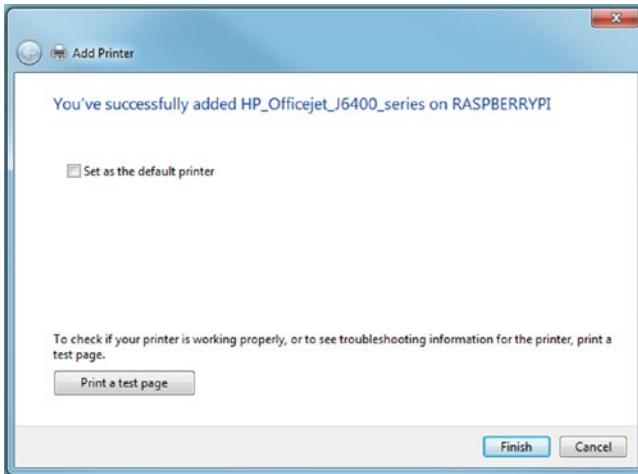 Add Printer
You've successfully added HP_Officejet_J6400_series on RASPBERRYPI
Set as the default printer
To check if your printer is working properly, or to see troubleshooting information for the printer, print a
test page.
Print a test page
Finish Cancel